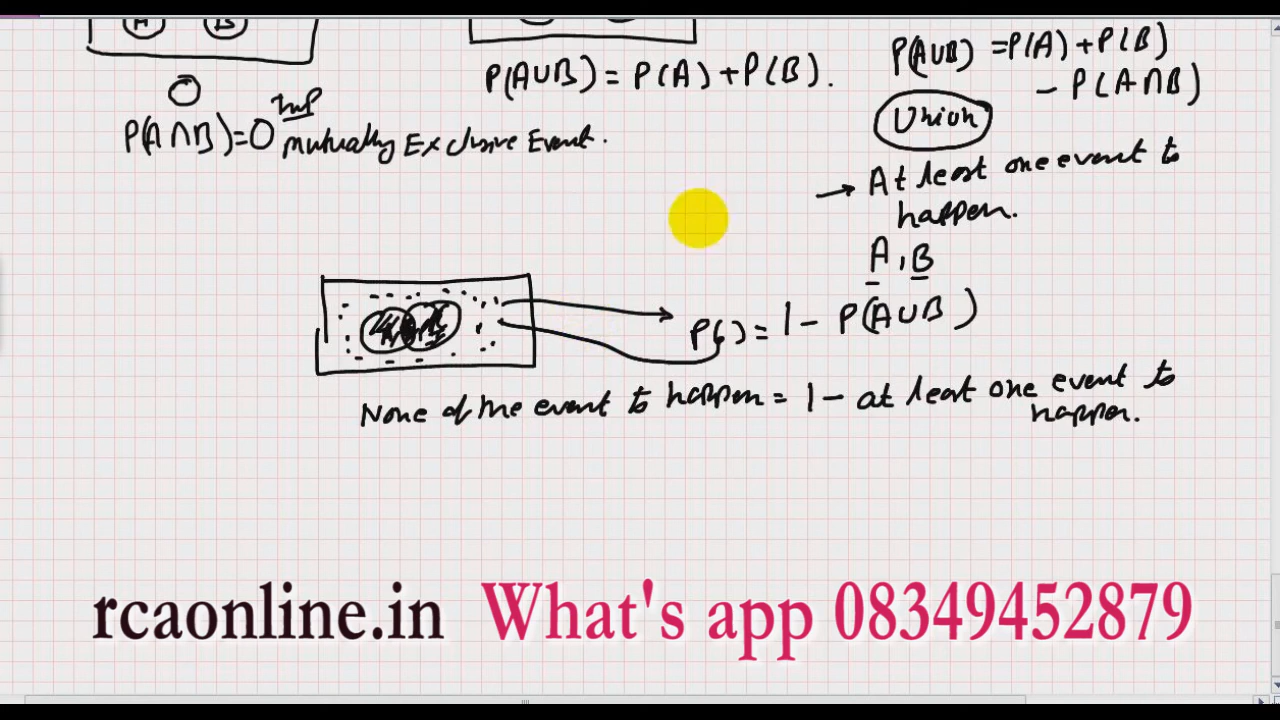 A B
P(A∪B) = P(A) + P(B).
P(A∪B) = P(A) + P(B)
- P(A∩B)
Union
0
P(A∩B)=0 Imp
Mutually Exclusive Event.
→ At least one event to
happen.
A, B
P( ) = 1 - P(A∪B)
None of the event to happen = 1 - at least one event to
happen.
rcaonline.in What's app 08349452879